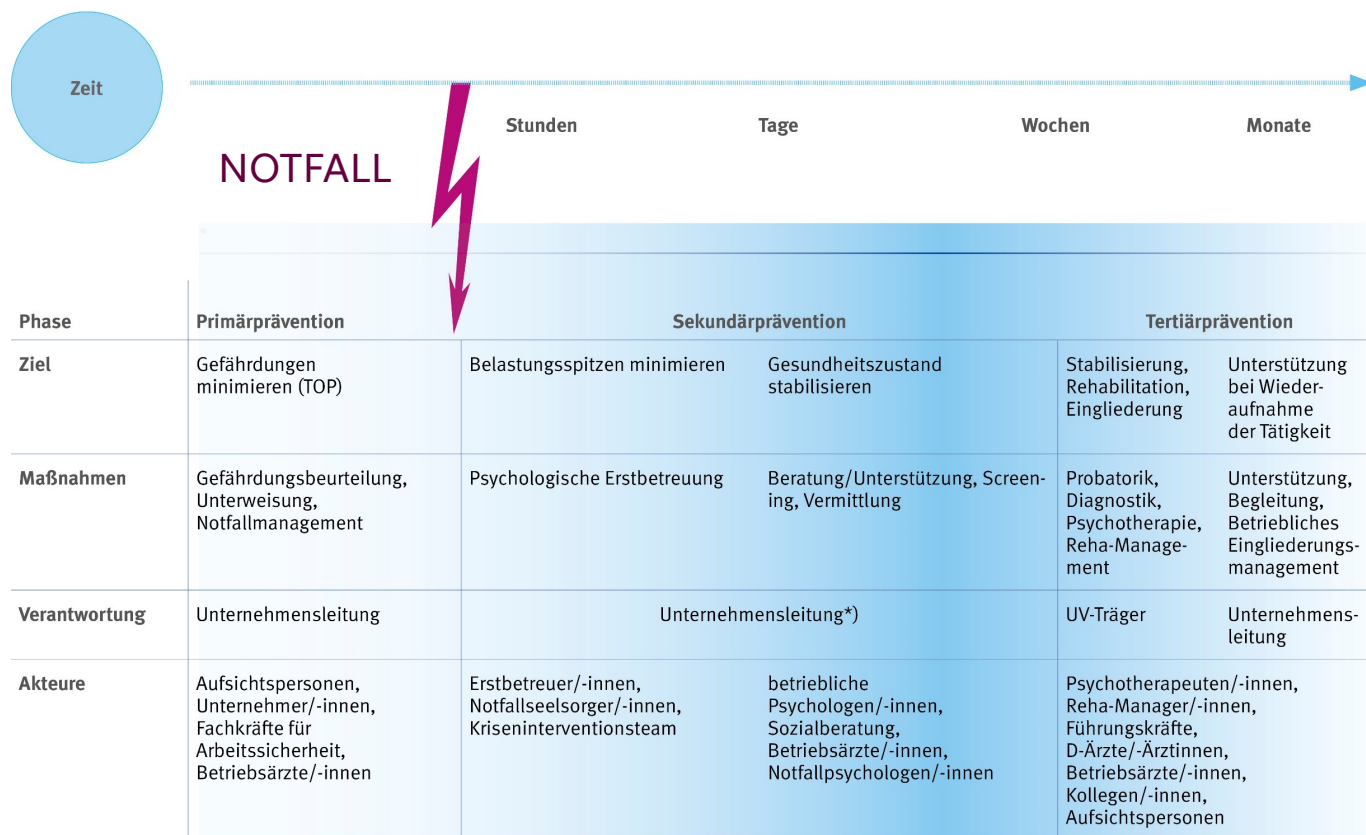 Zeit
Stunden
Tage
Wochen
Monate
NOTFALL
Phase
Primärprävention
Sekundärprävention
Tertiärprävention
Ziel
Gefährdungen
minimieren (TOP)
Belastungsspitzen minimieren
Gesundheitszustand
stabilisieren
Stabilisierung,
Rehabilitation,
Eingliederung
Unterstützung
bei Wieder-
aufnahme
der Tätigkeit
Maßnahmen
Gefährdungsbeurteilung,
Unterweisung,
Notfallmanagement
Psychologische Erstbetreuung
Beratung/Unterstützung, Screen-
ing, Vermittlung
Probatorik,
Diagnostik,
Psychotherapie,
Reha-Manage-
ment
Unterstützung,
Begleitung,
Betriebliches
Eingliederungs-
management
Verantwortung
Unternehmensleitung
Unternehmensleitung*)
UV-Träger
Unternehmens-
leitung
Akteure
Aufsichtspersonen,
Unternehmer/-innen,
Fachkräfte für
Arbeitssicherheit,
Betriebsärzte/-innen
Erstbetreuer/-innen,
Notfallseelsorger/-innen,
Kriseninterventionsteam
betriebliche
Psychologen/-innen,
Sozialberatung,
Betriebsärzte/-innen,
Notfallpsychologen/-innen
Psychotherapeuten/-innen,
Reha-Manager/-innen,
Führungskräfte,
D-Ärzte/-Ärztinnen,
Betriebsärzte/-innen,
Kollegen/-innen,
Aufsichtspersonen